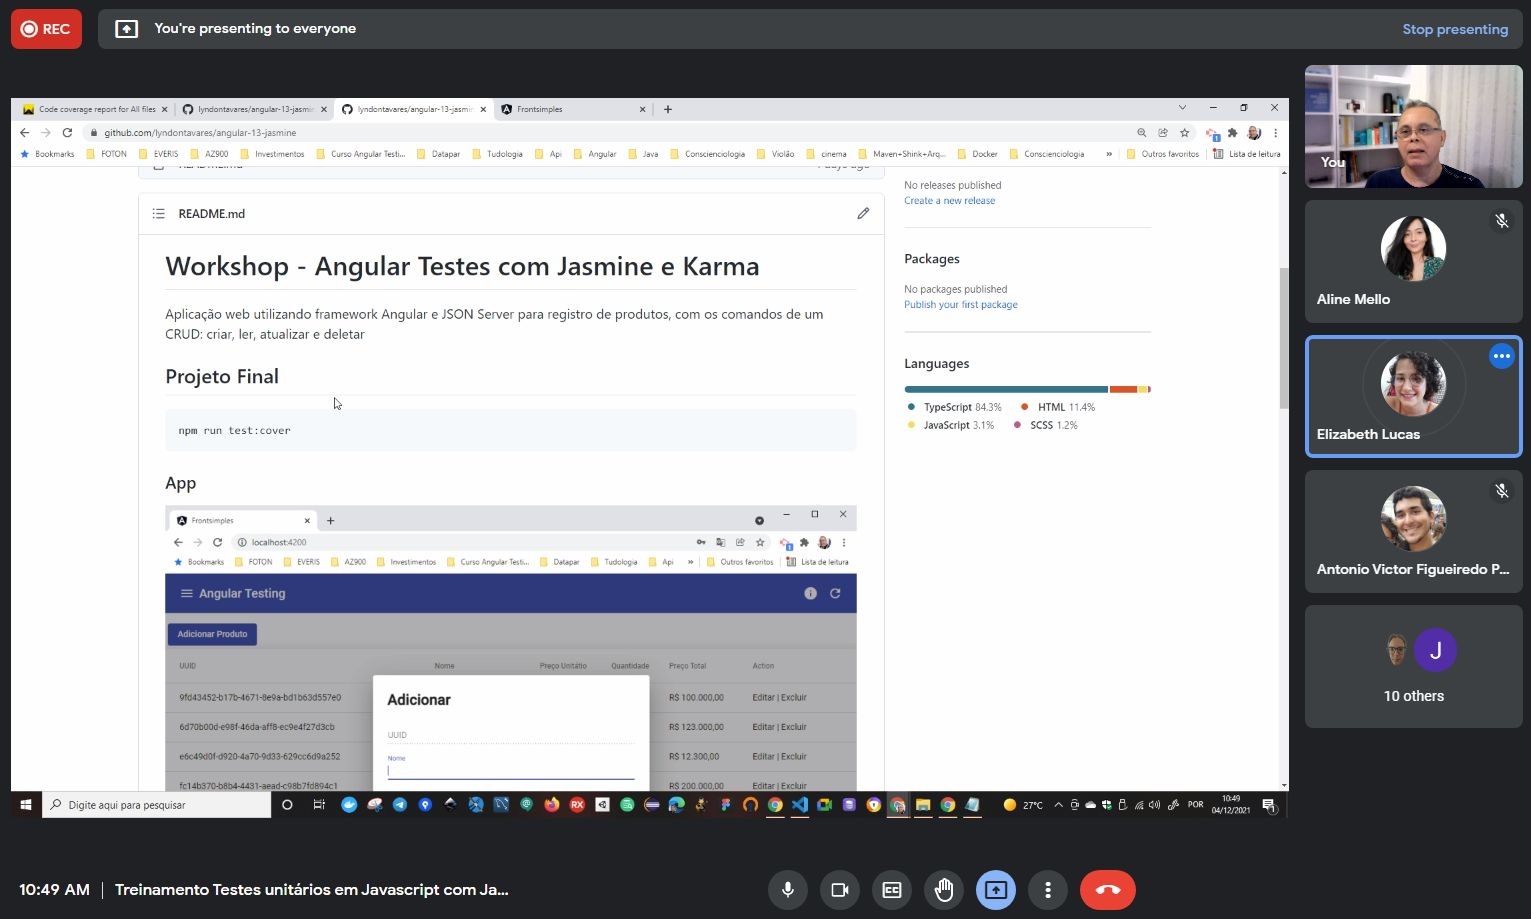 REC
You're presenting to everyone
Stop presenting
Code coverage report for All files
lyndontavares/angular-13-jasmin
lyndontavares/angular-13-jasmin
Frontsimples
github.com/lyndontavares/angular-13-jasmine
Bookmarks FOTON EVERIS AZ900 Investimentos Curso Angular Testi... Datapar Tudologia Api Angular Java Conscienciologia Violão cinema Maven+Shink+Arq... Docker Conscienciologia » Outros favoritos Lista de leitura
README.md
Workshop - Angular Testes com Jasmine e Karma
Aplicação web utilizando framework Angular e JSON Server para registro de produtos, com os comandos de um
CRUD: criar, ler, atualizar e deletar
Projeto Final
npm run test:cover
App
Frontsimples
localhost:4200
Bookmarks FOTON EVERIS AZ900 Investimentos Curso Angular Testi... Datapar Tudologia Api » Outros favoritos Lista de leitura
Angular Testing
Adicionar Produto
UUID Nome Preço Unitátio Quantidade Preço Total Action
9fd43452-b17b-4671-8e9a-bd1b63d557e0 R$ 100.000,00 Editar | Excluir
6d70b00d-e98f-46da-aff8-ec9e4f27d3cb R$ 123.000,00 Editar | Excluir
e6c49d0f-d920-4a70-9d33-629cc6d9a252 R$ 12.300,00 Editar | Excluir
fc14b370-b8b4-4431-aead-c98b7fd894c1 R$ 200.000,00 Editar | Excluir
Adicionar
UUID
Nome
No releases published
Create a new release
Packages
No packages published
Publish your first package
Languages
TypeScript 84.3% HTML 11.4%
JavaScript 3.1% SCSS 1.2%
Digite aqui para pesquisar
27°C
POR
10:49
04/12/2021
You
Aline Mello
Elizabeth Lucas
Antonio Victor Figueiredo P...
J
10 others
10:49 AM | Treinamento Testes unitários em Javascript com Ja...